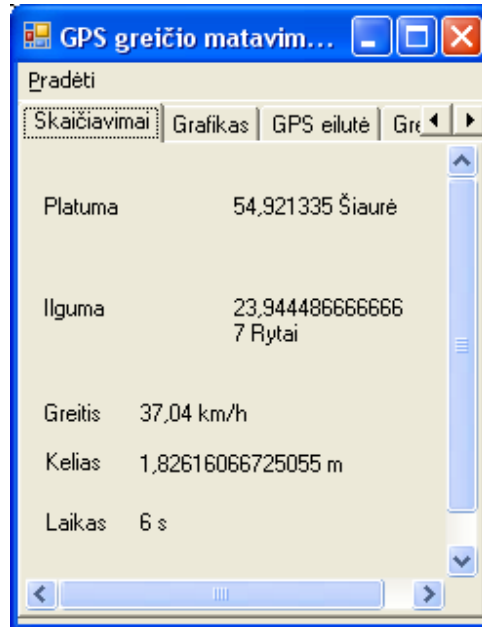 GPS greičio matavim...
Pradėti
Skaičiavimai Grafikas GPS eilutė Gre
Platuma 54,921335 Šiaurė
Ilguma 23,944486666666
7 Rytai
Greitis 37,04 km/h
Kelias 1,82616066725055 m
Laikas 6 s